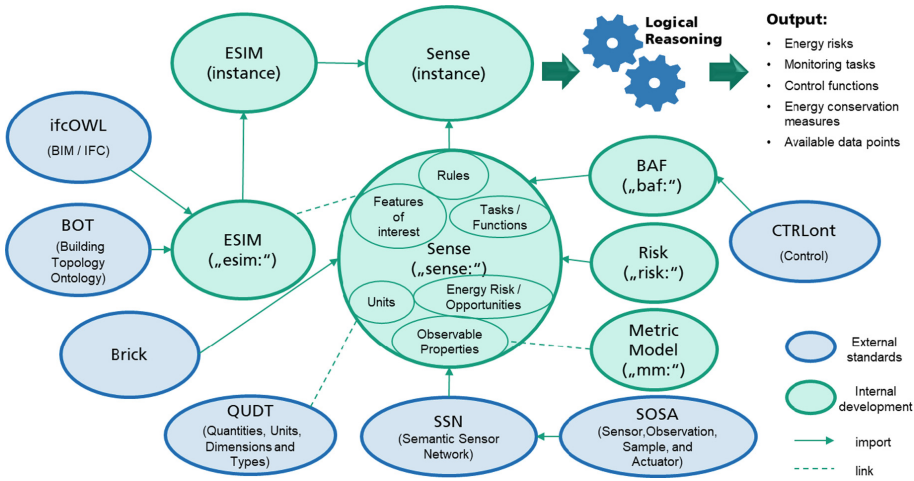 ESIM
(instance)
Sense
(instance)
Logical
Reasoning
Output:
• Energy risks
• Monitoring tasks
• Control functions
• Energy conservation
measures
• Available data points
ifcOWL
(BIM / IFC)
BOT
(Building
Topology
Ontology)
ESIM
(„esim:“)
Brick
Rules
Features
of
interest
Tasks /
Functions
Sense
(„sense:“)
Energy Risk /
Opportunities
Units
Observable
Properties
BAF
(„baf:“)
Risk
(„risk:“)
Metric
Model
(„mm:“)
CTRLont
(Control)
QUDT
(Quantities, Units,
Dimensions and
Types)
SSN
(Semantic Sensor
Network)
SOSA
(Sensor,Observation,
Sample, and
Actuator)
External
standards
Internal
development
import
link